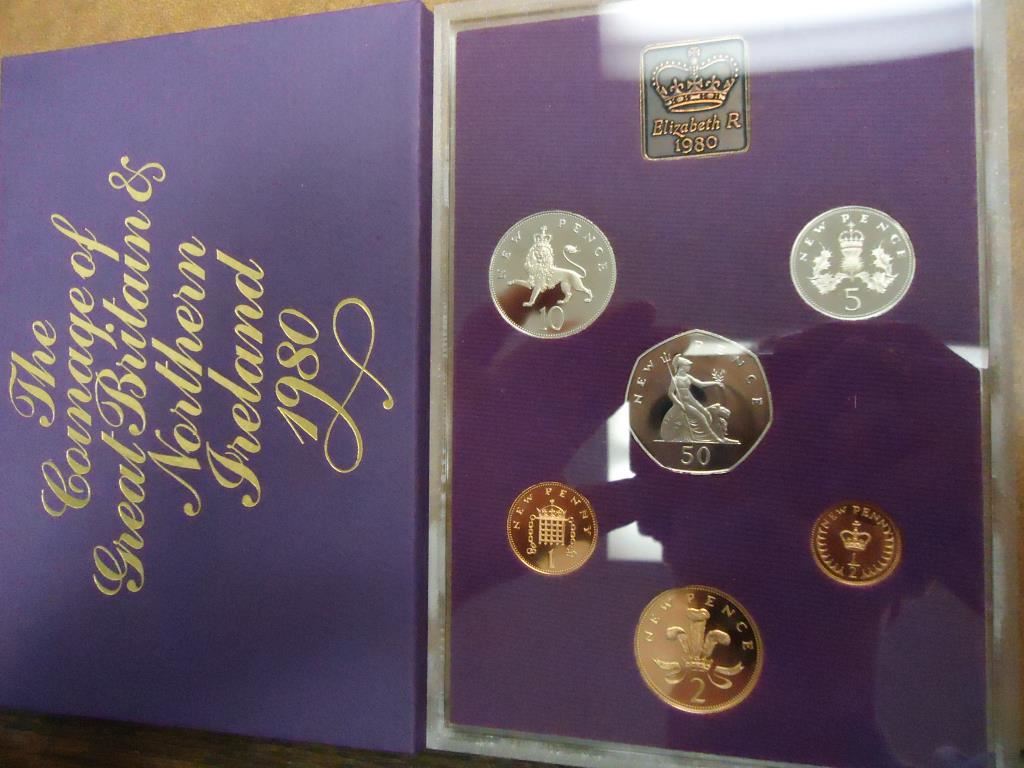 The
Coinage of
Great Britain &
Northern
Ireland
1980
Elizabeth R
1980
NEW PENCE
10
NEW PENCE
5
NEW PENCE
50
NEW PENNY
1
NEW PENNY
1/2
NEW PENCE
2